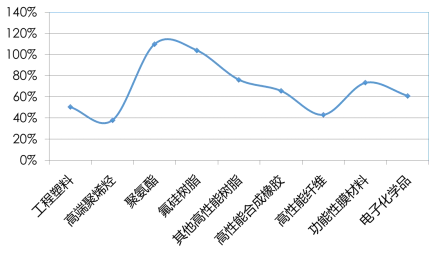 140%
120%
100%
80%
60%
40%
20%
0%
工程塑料
高端聚烯烃
聚氨酯
氟硅树脂
其他高性能树脂
高性能合成橡胶
高性能纤维
功能性膜材料
电子化学品